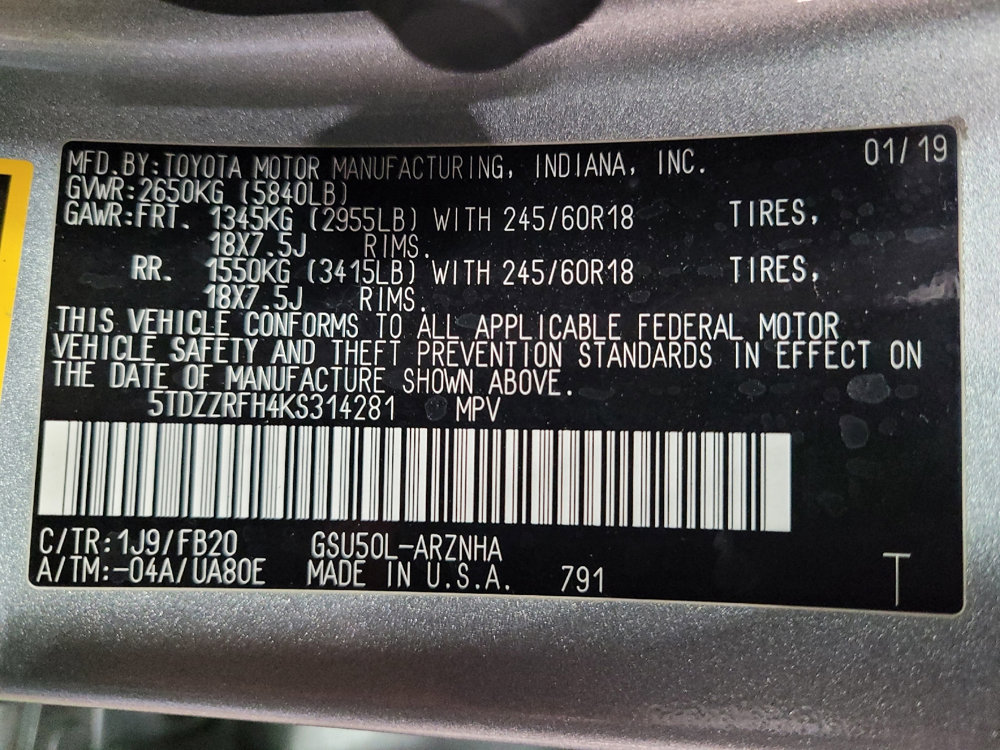 MFD.BY:TOYOTA MOTOR MANUFACTURING, INDIANA, INC. 01/19
GVWR:2650KG (5840LB)
GAWR:FRT. 1345KG (2955LB) WITH 245/60R18 TIRES,
18X7.5J RIMS.
RR. 1550KG (3415LB) WITH 245/60R18 TIRES,
18X7.5J RIMS.
THIS VEHICLE CONFORMS TO ALL APPLICABLE FEDERAL MOTOR
VEHICLE SAFETY AND THEFT PREVENTION STANDARDS IN EFFECT ON
THE DATE OF MANUFACTURE SHOWN ABOVE.
5TDZZRFH4KS314281 MPV
C/TR:1J9/FB20 GSU50L-ARZNHA
A/TM:-04A/UA80E MADE IN U.S.A. 791 T